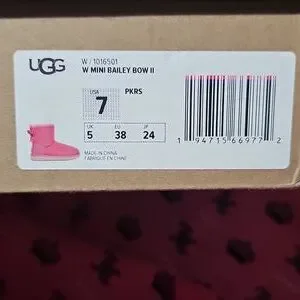 UGG
W / 1016501
W MINI BAILEY BOW II
USA
7
PKRS
UK
5
EU
38
JP
24
MADE IN CHINA
FABRIQUÉ EN CHINE
1 94715 66977 2